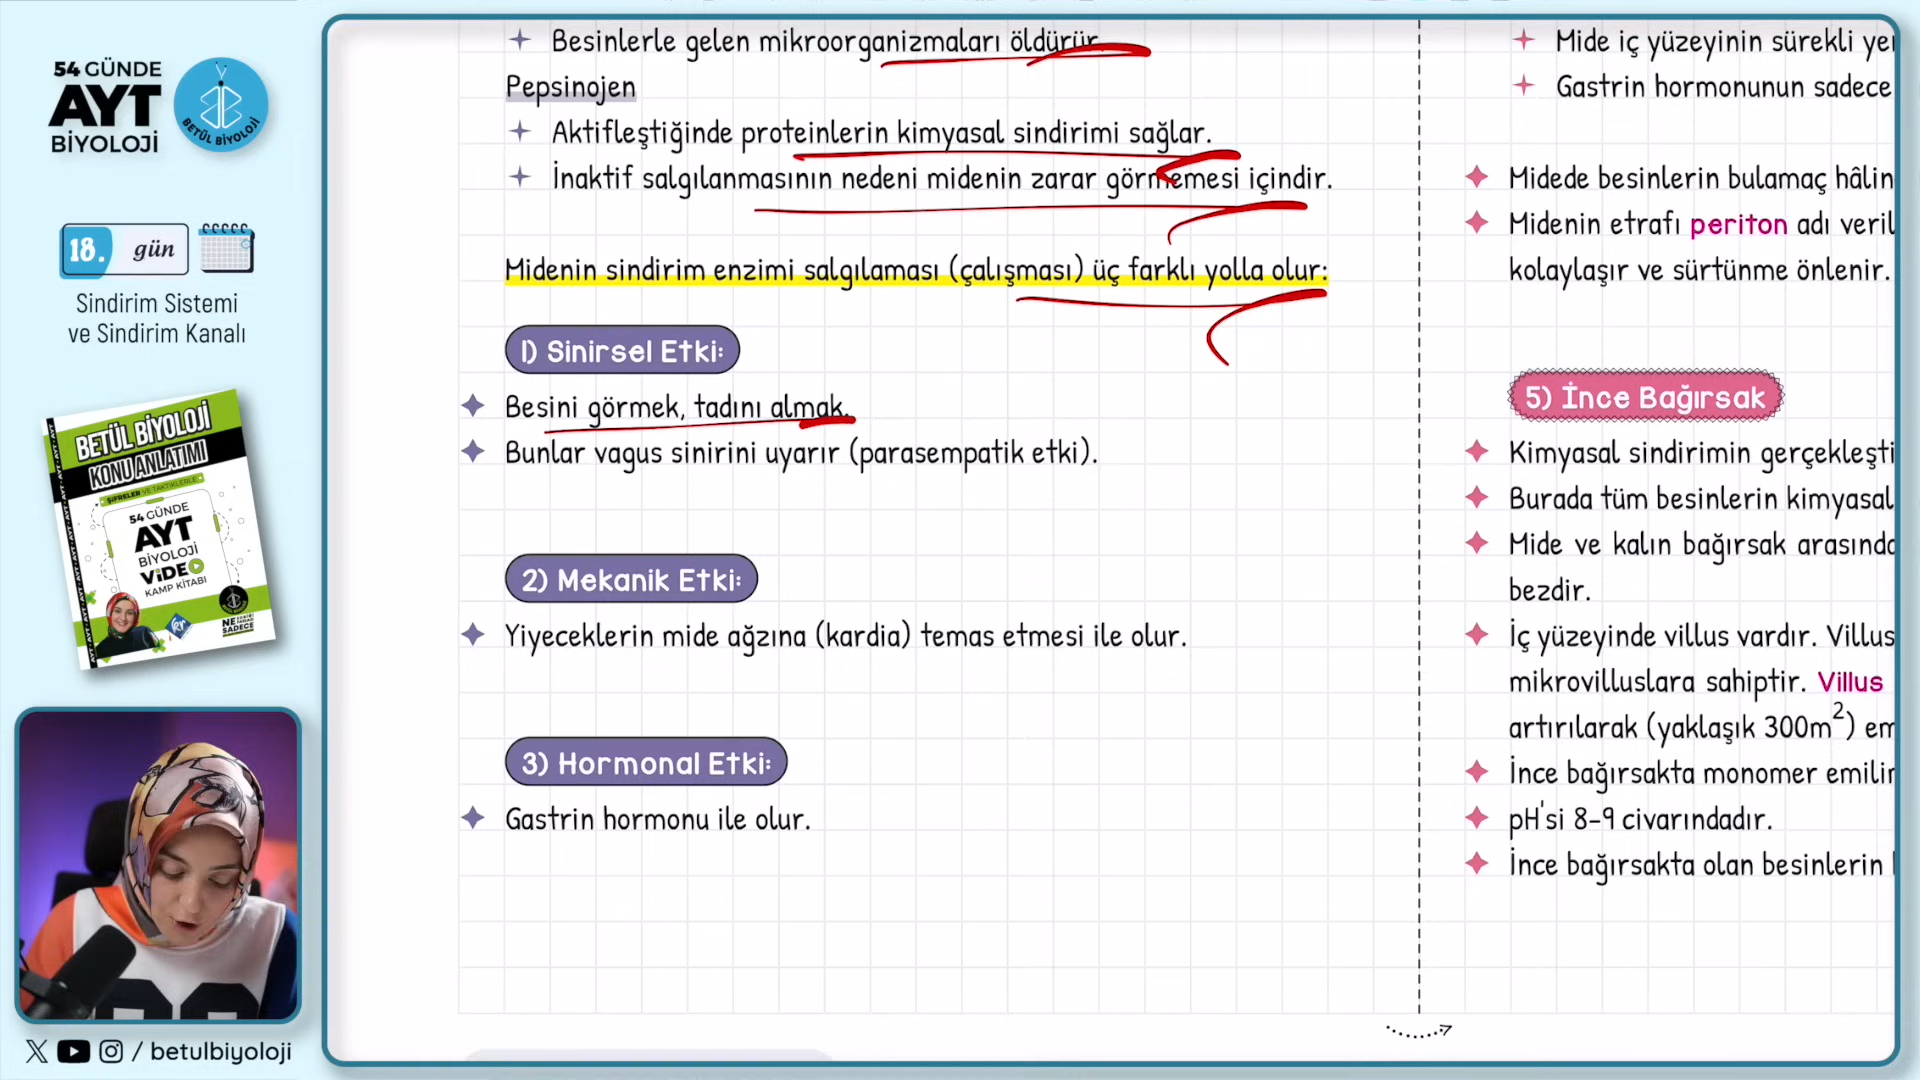 54 GÜNDE
AYT
BİYOLOJİ
BETÜL BİYOLOJİ
18. gün
Sindirim Sistemi
ve Sindirim Kanalı
BETÜL BİYOLOJİ
KONU ANLATIMI
ŞİFRELER VE TAKTİKLERLE
54 GÜNDE
AYT
BİYOLOJİ
VİDEO
KAMP KİTABI
/ betulbiyoloji
Besinlerle gelen mikroorganizmaları öldürür.
Pepsinojen
Aktifleştiğinde proteinlerin kimyasal sindirimi sağlar.
İnaktif salgılanmasının nedeni midenin zarar görmemesi içindir.
Midenin sindirim enzimi salgılaması (çalışması) üç farklı yolla olur:
1) Sinirsel Etki:
Besini görmek, tadını almak.
Bunlar vagus sinirini uyarır (parasempatik etki).
2) Mekanik Etki:
Yiyeceklerin mide ağzına (kardia) temas etmesi ile olur.
3) Hormonal Etki:
Gastrin hormonu ile olur.
Mide iç yüzeyinin sürekli yer
Gastrin hormonunun sadece
Midede besinlerin bulamaç hâlin
Midenin etrafı periton adı veril
kolaylaşır ve sürtünme önlenir.
5) İnce Bağırsak
Kimyasal sindirimin gerçekleşti
Burada tüm besinlerin kimyasal
Mide ve kalın bağırsak arasında
bezdir.
İç yüzeyinde villus vardır. Villus
mikrovilluslara sahiptir. Villus
artırılarak (yaklaşık 300m²) em
İnce bağırsakta monomer emilir
pH'si 8-9 civarındadır.
İnce bağırsakta olan besinlerin